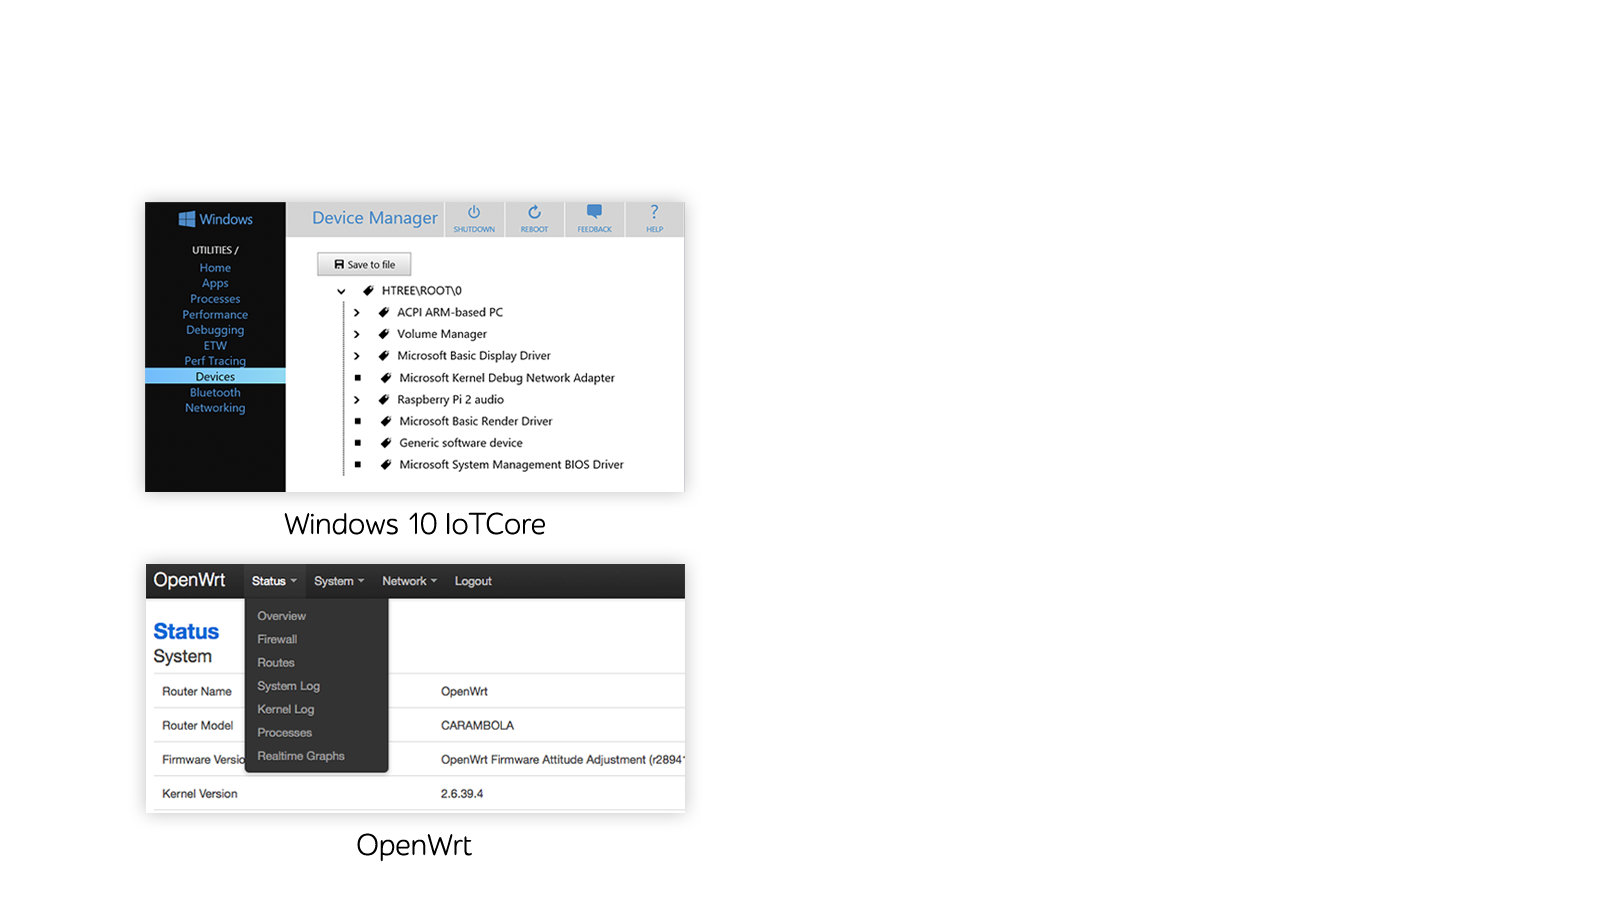 Windows
Device Manager
SHUTDOWN
REBOOT
FEEDBACK
?
HELP
UTILITIES /
Home
Apps
Processes
Performance
Debugging
ETW
Perf Tracing
Devices
Bluetooth
Networking
Save to file
HTREE\ROOT\0
ACPI ARM-based PC
Volume Manager
Microsoft Basic Display Driver
Microsoft Kernel Debug Network Adapter
Raspberry Pi 2 audio
Microsoft Basic Render Driver
Generic software device
Microsoft System Management BIOS Driver
Windows 10 IoTCore
OpenWrt Status System Network Logout
Overview
Firewall
Routes
System Log
Kernel Log
Processes
Realtime Graphs
Status
System
Router Name OpenWrt
Router Model CARAMBOLA
Firmware Versio OpenWrt Firmware Attitude Adjustment (r28941
Kernel Version 2.6.39.4
OpenWrt